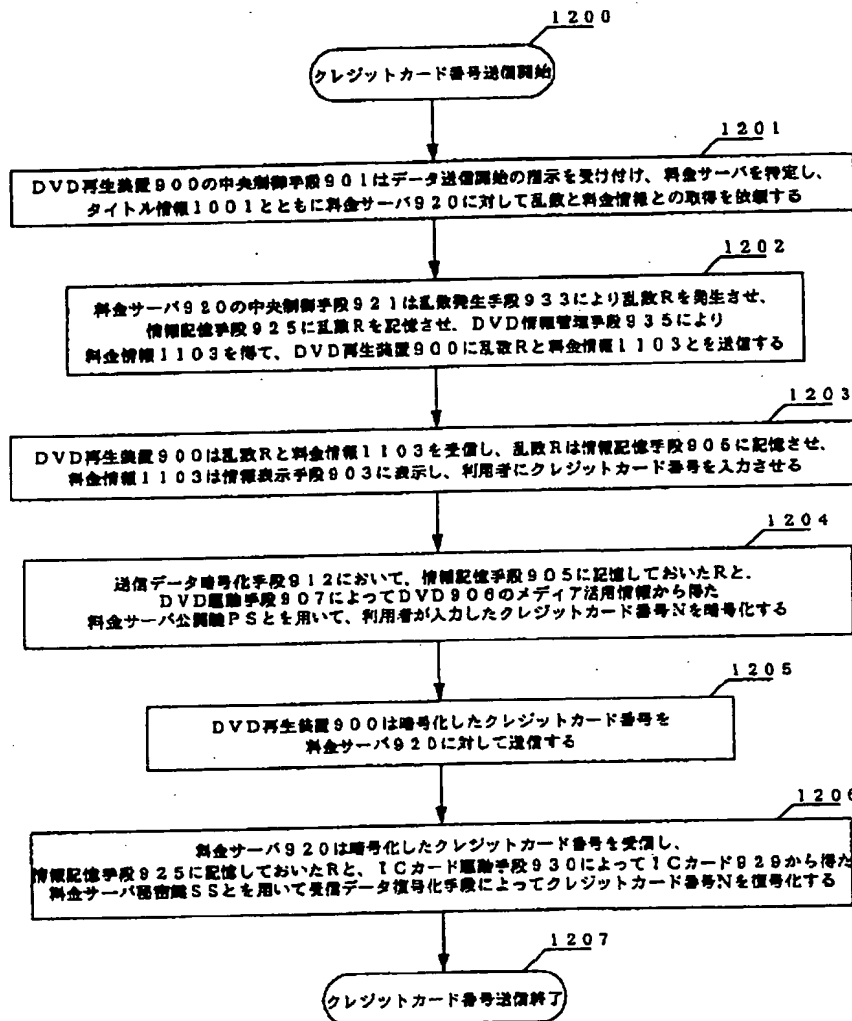 1200
クレジットカード番号送信開始
1201
DVD再生装置900の中央制御手段901はデータ送信開始の指示を受け付け、料金サーバを特定し、
タイトル情報1001とともに料金サーバ920に対して乱数と料金情報との取得を依頼する
1202
料金サーバ920の中央制御手段921は乱数発生手段933により乱数Rを発生させ、
情報記憶手段925に乱数Rを記憶させ、DVD情報管理手段935により
料金情報1103を得て、DVD再生装置900に乱数Rと料金情報1103とを送信する
1203
DVD再生装置900は乱数Rと料金情報1103を受信し、乱数Rは情報記憶手段905に記憶させ、
料金情報1103は情報表示手段903に表示し、利用者にクレジットカード番号を入力させる
1204
送信データ暗号化手段912において、情報記憶手段905に記憶しておいたRと、
DVD駆動手段907によってDVD906のメディア活用情報から得た
料金サーバ公開鍵PSとを用いて、利用者が入力したクレジットカード番号Nを暗号化する
1205
DVD再生装置900は暗号化したクレジットカード番号を
料金サーバ920に対して送信する
1206
料金サーバ920は暗号化したクレジットカード番号を受信し、
情報記憶手段925に記憶しておいたRと、ICカード駆動手段930によってICカード929から得た
料金サーバ秘密鍵SSとを用いて受信データ復号化手段によってクレジットカード番号Nを復号化する
1207
クレジットカード番号送信終了